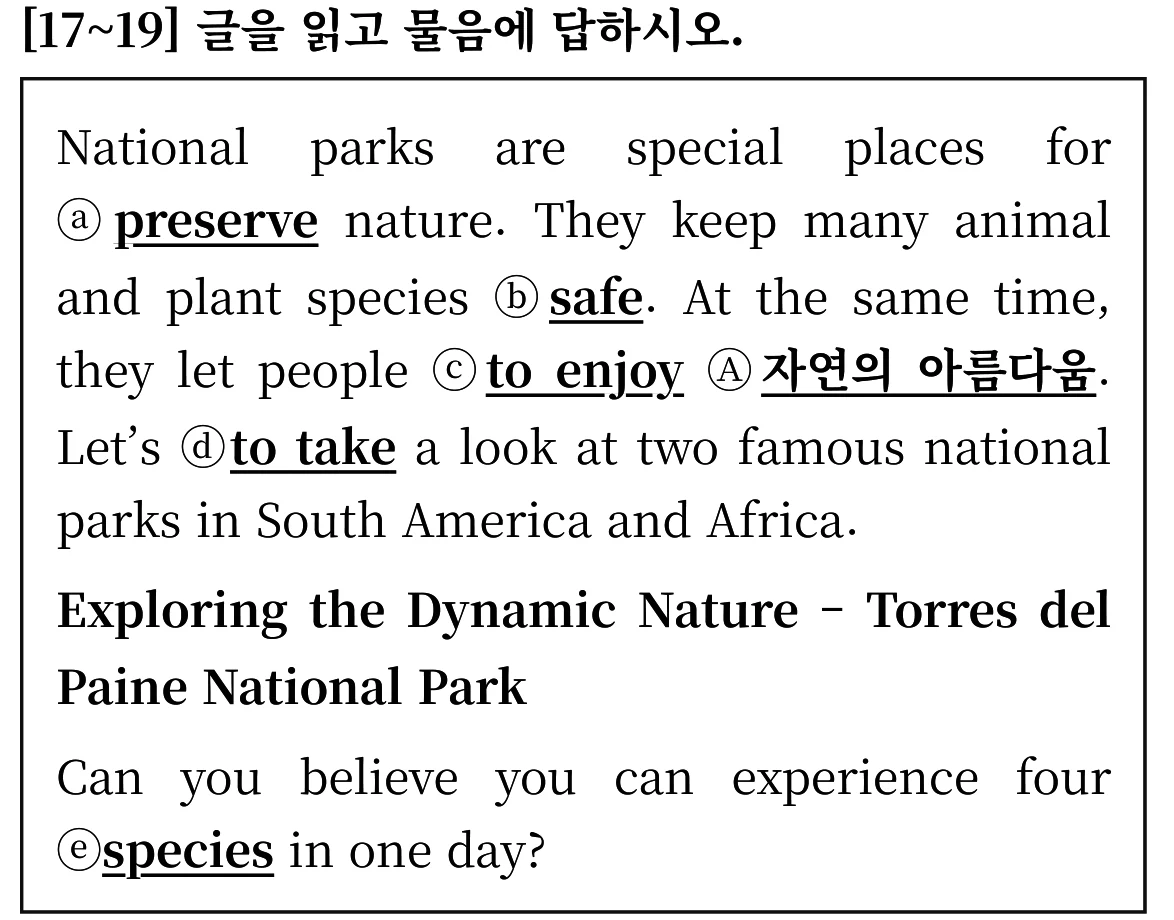 [17~19] 글을 읽고 물음에 답하시오.
National parks are special places for
ⓐ preserve nature. They keep many animal
and plant species ⓑ safe. At the same time,
they let people ⓒ to enjoy Ⓐ 자연의 아름다움.
Let’s ⓓ to take a look at two famous national
parks in South America and Africa.
Exploring the Dynamic Nature – Torres del
Paine National Park
Can you believe you can experience four
ⓔ species in one day?